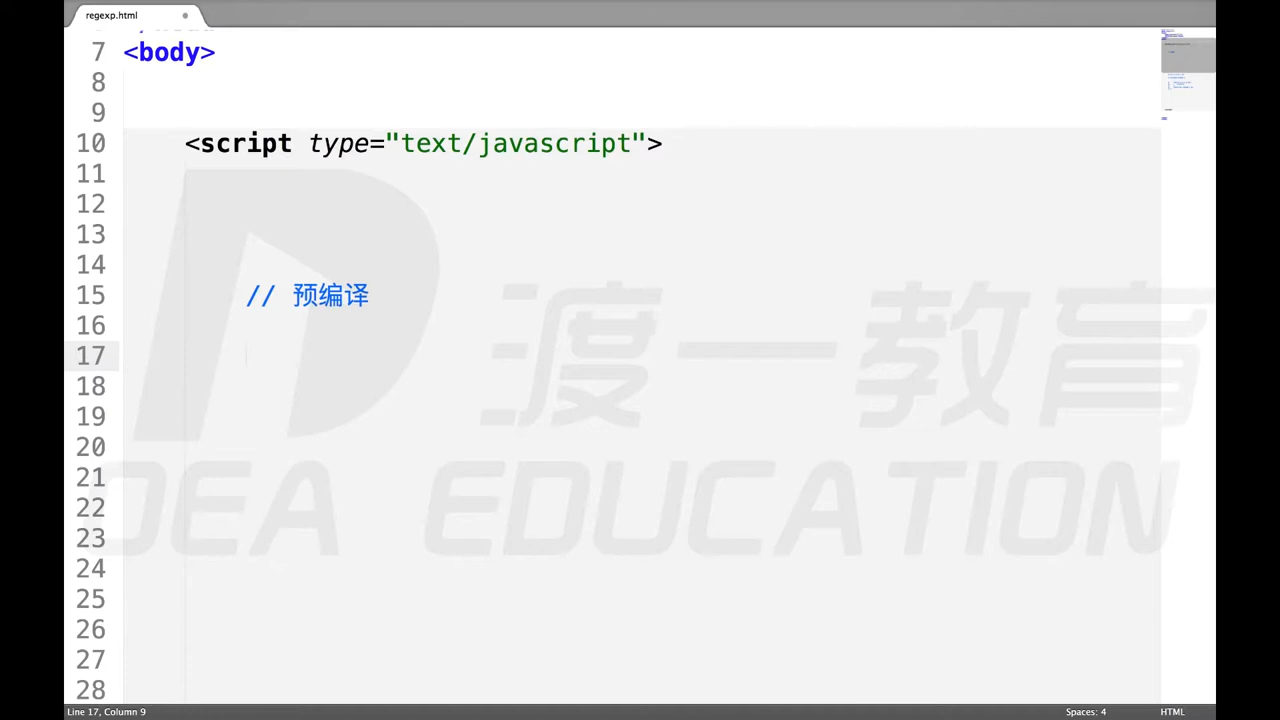 regexp.html
7 <body>
8
9
10 <script type="text/javascript">
11
12
13
14
15 // 预编译
16
17
18
19
20
21
22
23
24
25
26
27
28
渡一教育
DEA EDUCATION
Line 17, Column 9
Spaces: 4
HTML